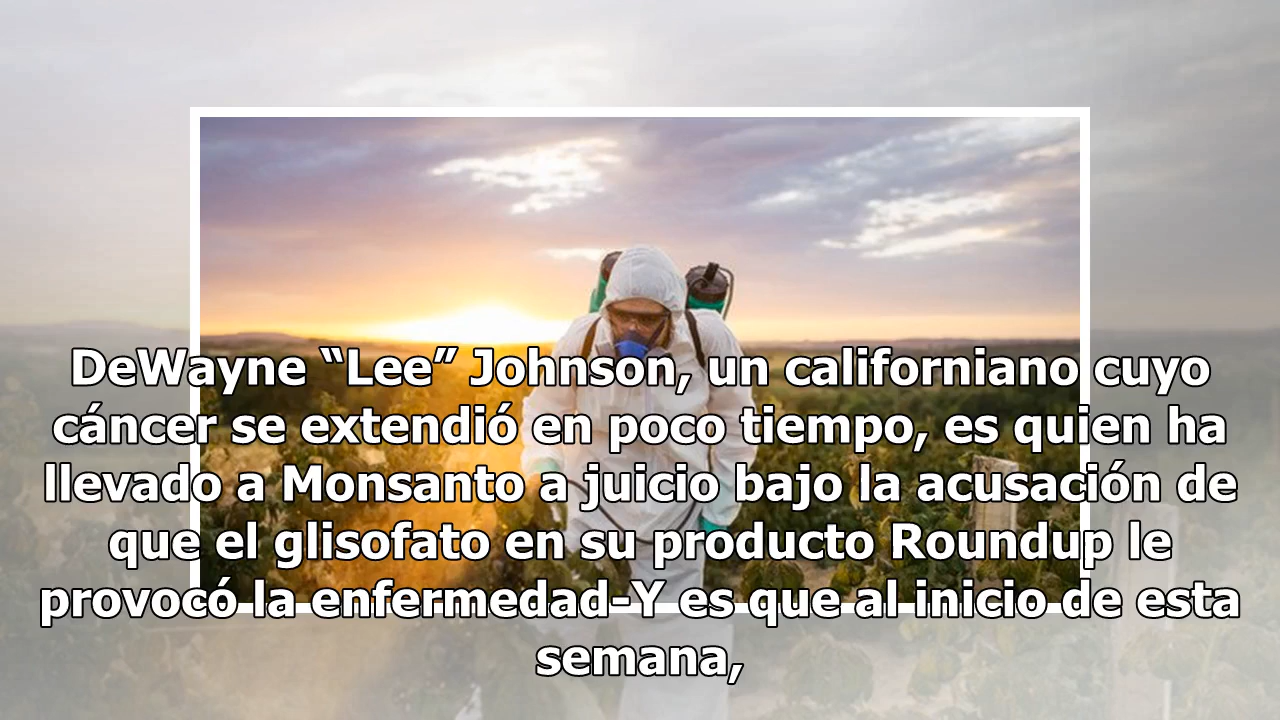 DeWayne “Lee” Johnson, un californiano cuyo
cáncer se extendió en poco tiempo, es quien ha
llevado a Monsanto a juicio bajo la acusación de
que el glisofato en su producto Roundup le
provocó la enfermedad-Y es que al inicio de esta
semana,